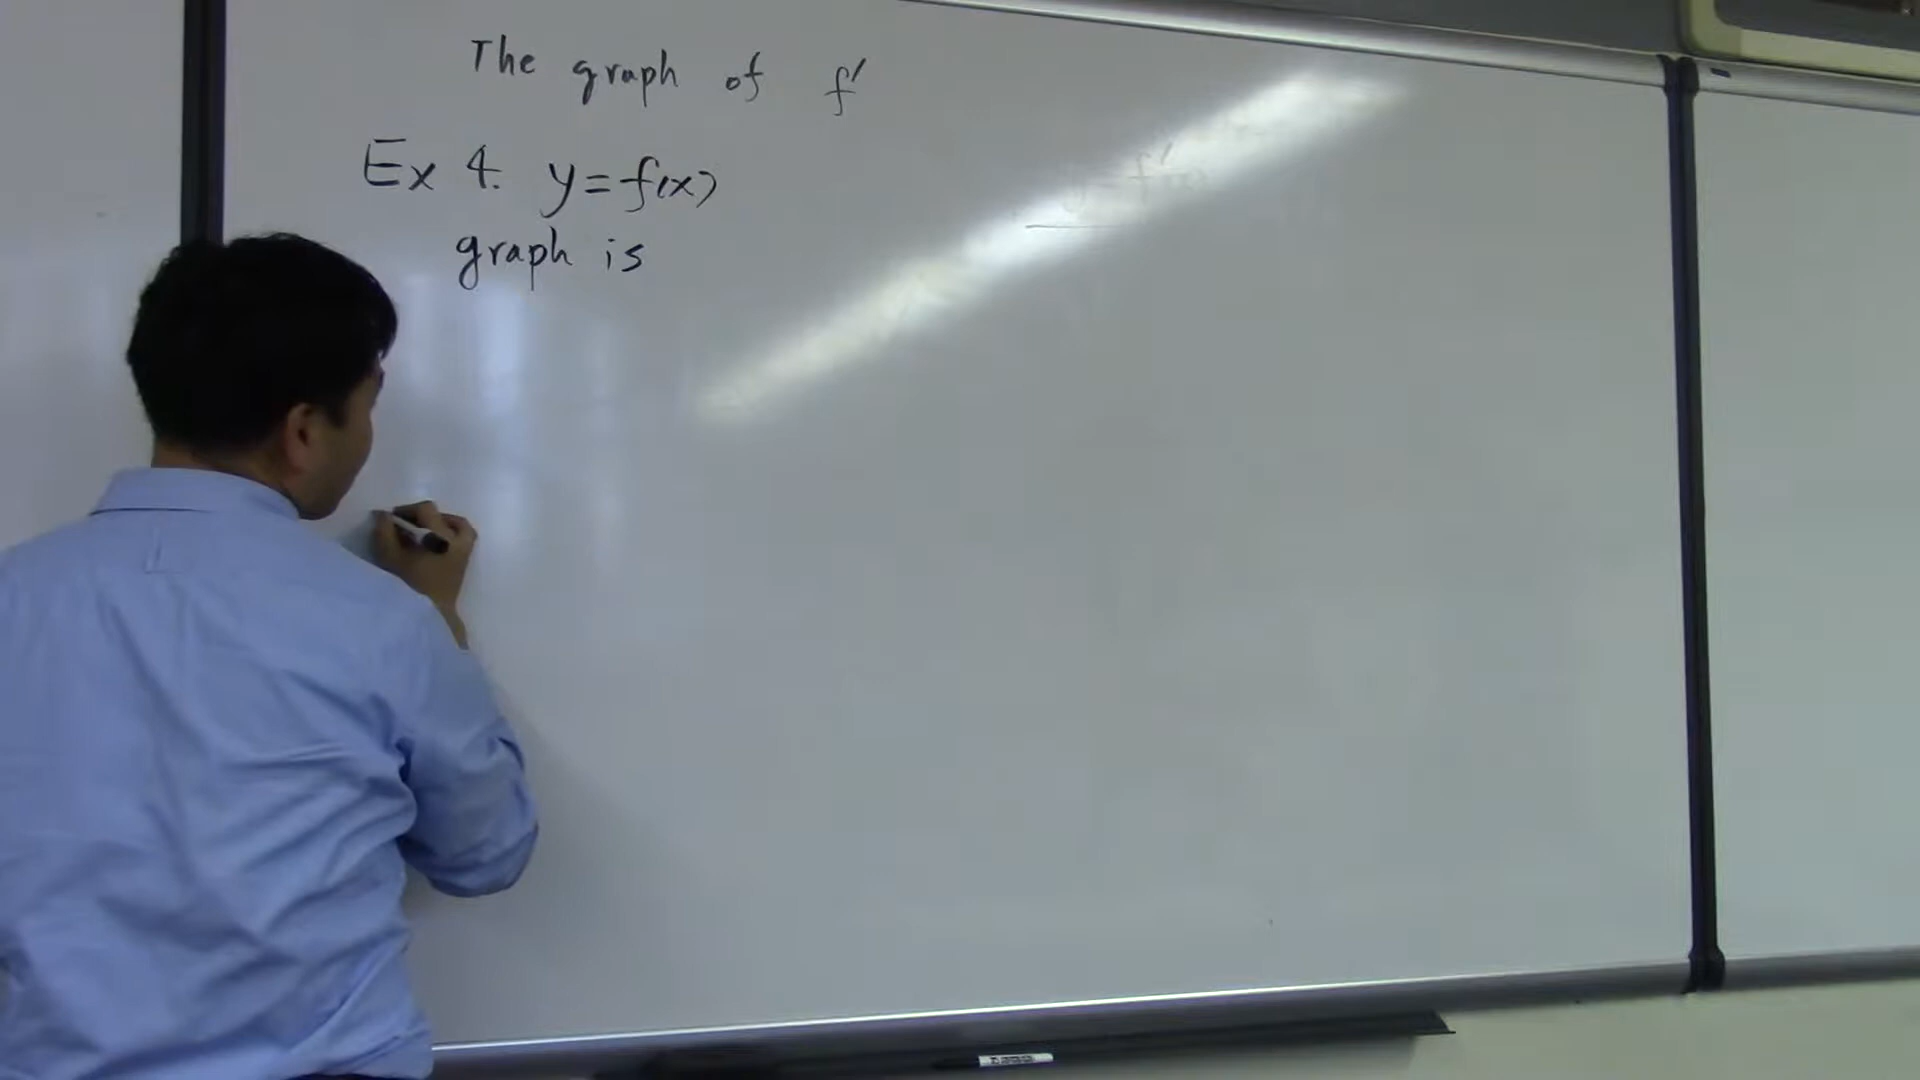 The graph of f'
Ex 4. y=f(x)
graph is